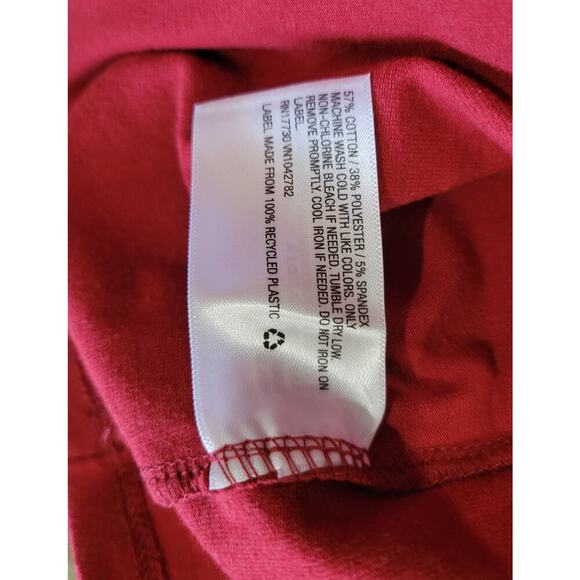 57% COTTON / 38% POLYESTER / 5% SPANDEX
MACHINE WASH COLD WITH LIKE COLORS. ONLY
NON-CHLORINE BLEACH IF NEEDED. TUMBLE DRY LOW.
REMOVE PROMPTLY. COOL IRON IF NEEDED. DO NOT IRON ON
LABEL.
RN17730 VN1042782
LABEL MADE FROM 100% RECYCLED PLASTIC